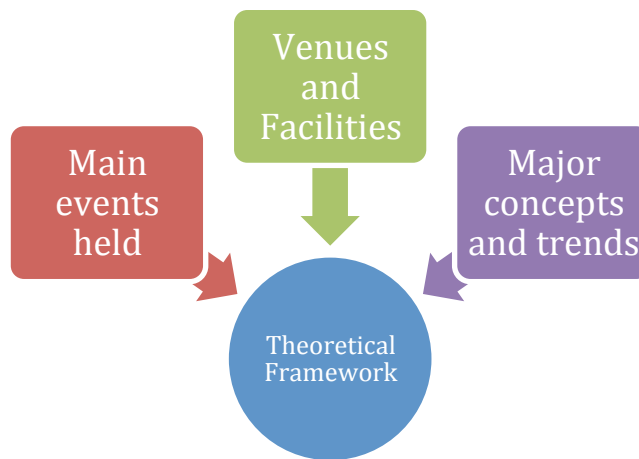 Venues
and
Facilities
Main
events
held
Major
concepts
and trends
Theoretical
Framework